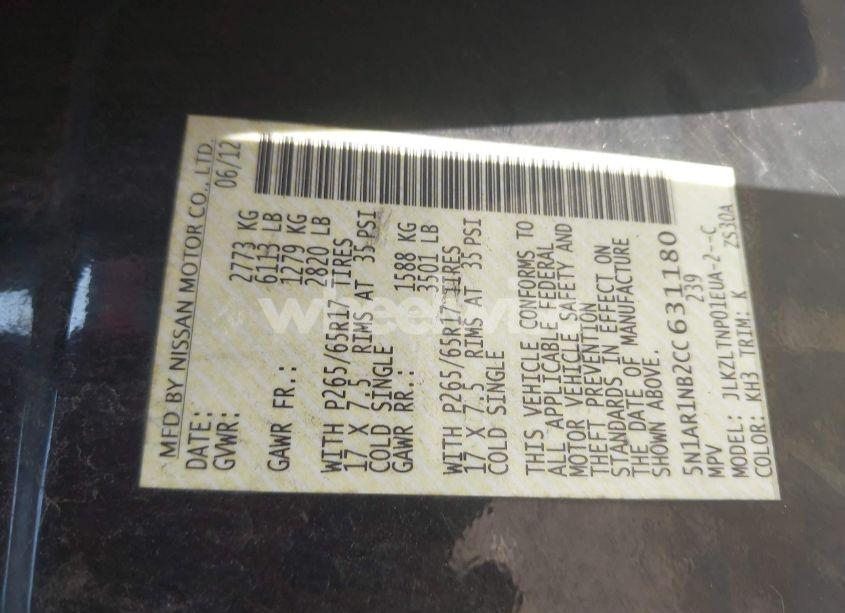 MFD BY NISSAN MOTOR CO., LTD.
DATE: 06/12
GVWR: 2773 KG
6113 LB
GAWR FR.: 1279 KG
2820 LB
WITH P265/65R17 TIRES
17 X 7.5 RIMS AT 35 PSI
COLD SINGLE
GAWR RR.: 1588 KG
3501 LB
WITH P265/65R17 TIRES
17 X 7.5 RIMS AT 35 PSI
COLD SINGLE
THIS VEHICLE CONFORMS TO
ALL APPLICABLE FEDERAL
MOTOR VEHICLE SAFETY AND
THEFT PREVENTION
STANDARDS IN EFFECT ON
THE DATE OF MANUFACTURE
SHOWN ABOVE.
5N1AR1NB2CC631180
MPV 239
MODEL: JLKZLTNP01EUA-2--C
COLOR: KH3 TRIM: K ZS30A